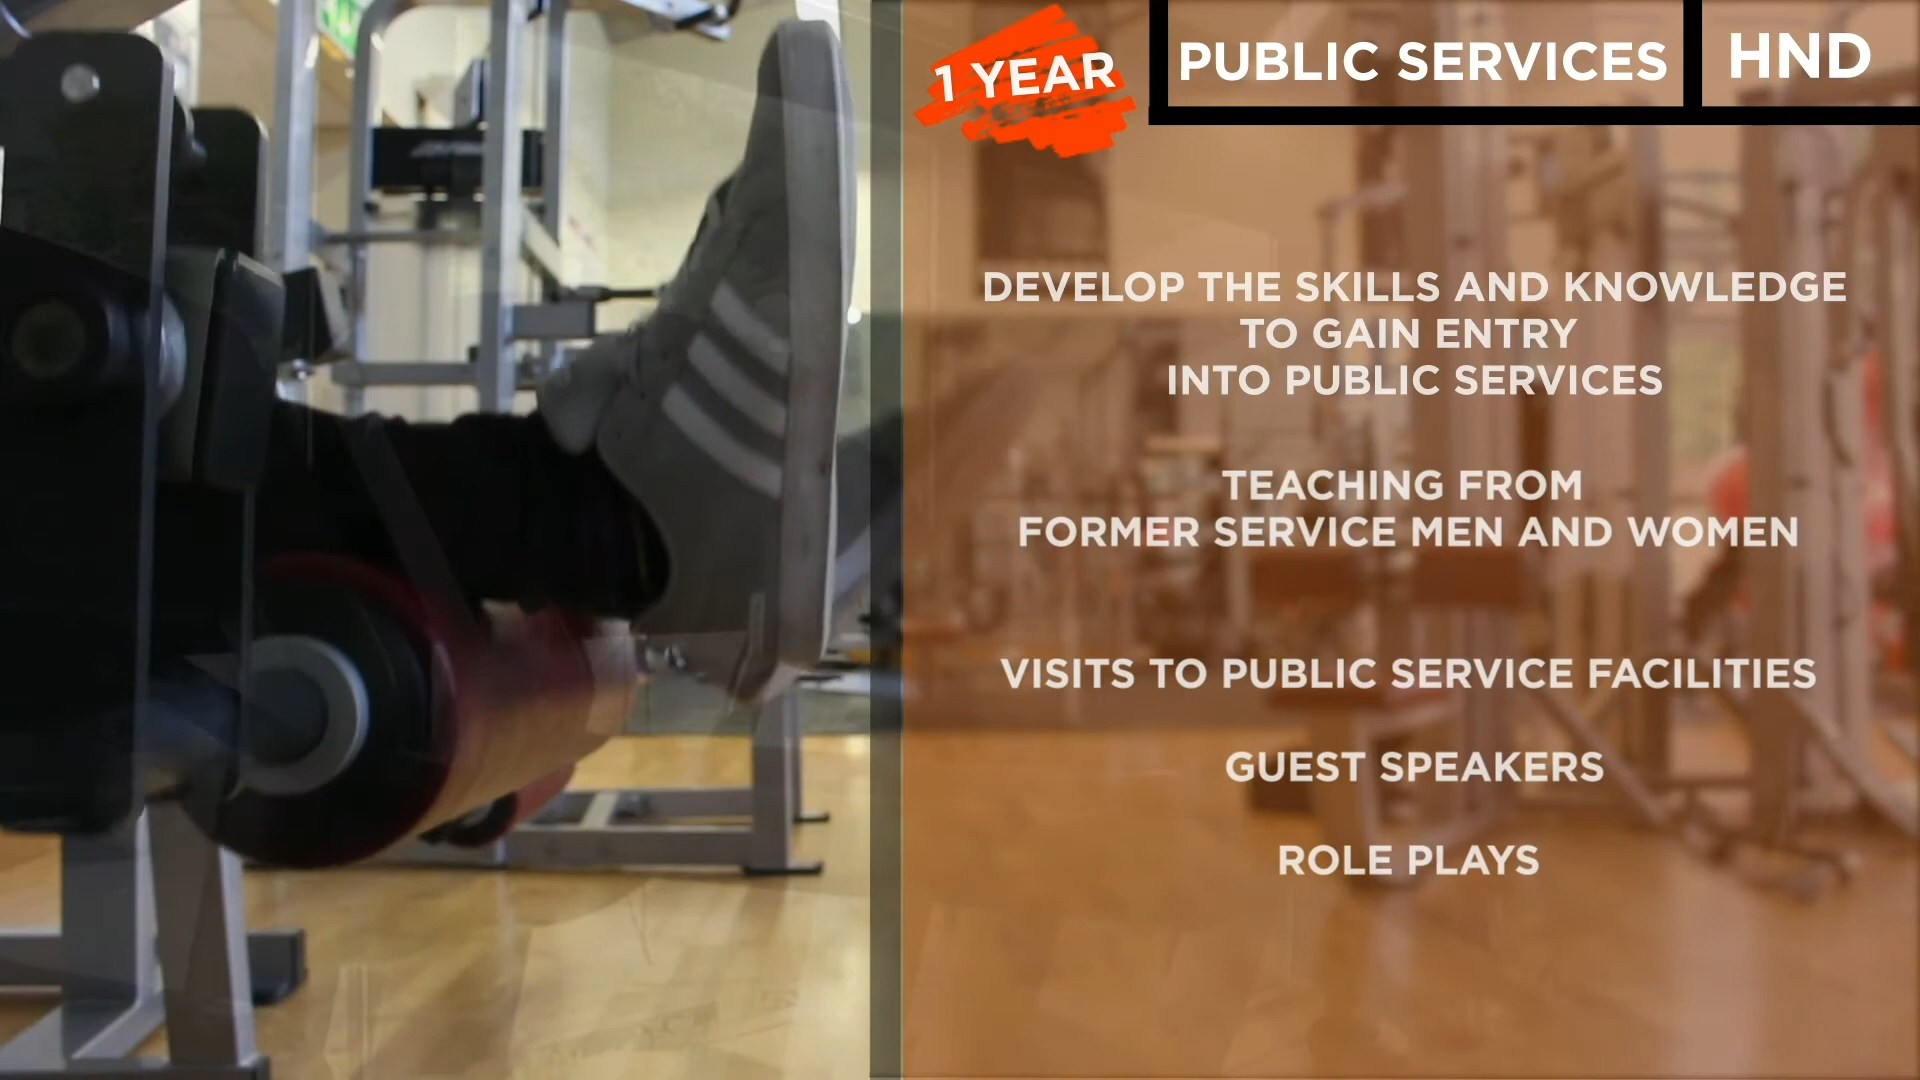 1 YEAR
PUBLIC SERVICES
HND
DEVELOP THE SKILLS AND KNOWLEDGE
TO GAIN ENTRY
INTO PUBLIC SERVICES
TEACHING FROM
FORMER SERVICE MEN AND WOMEN
VISITS TO PUBLIC SERVICE FACILITIES
GUEST SPEAKERS
ROLE PLAYS